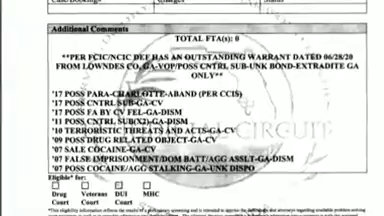 Additional Comments
TOTAL FTA(s): 0
**PER FCIC/NCIC DEF HAS AN OUTSTANDING WARRANT DATED 06/28/20
FROM LOWNDES CO, GA-VOP/POSS CNTRL SUB-UNK BOND-EXTRADITE GA
ONLY**
'17 POSS PARA-CHARLOTTE-ABAND (PER CCIS)
'17 POSS CNTRL SUB-GA-CV
'17 POSS FA BY CV FEL-GA-DISM
'11 POSS CNTRL SUB(X2)-GA-DISM
'10 TERRORISTIC THREATS AND ACTS-GA-CV
'09 POSS DRUG RELATED OBJECT-GA-CV
'07 SALE COCAINE-GA-CV
'07 FALSE IMPRISONMENT/DOM BATT/AGG ASSLT-GA-DISM
'07 POSS COCAINE/AGG STALKING-GA-UNK DISPO
CIRCUIT
Eligible* for:
Drug Veteran DUI MHC
Court Court Court